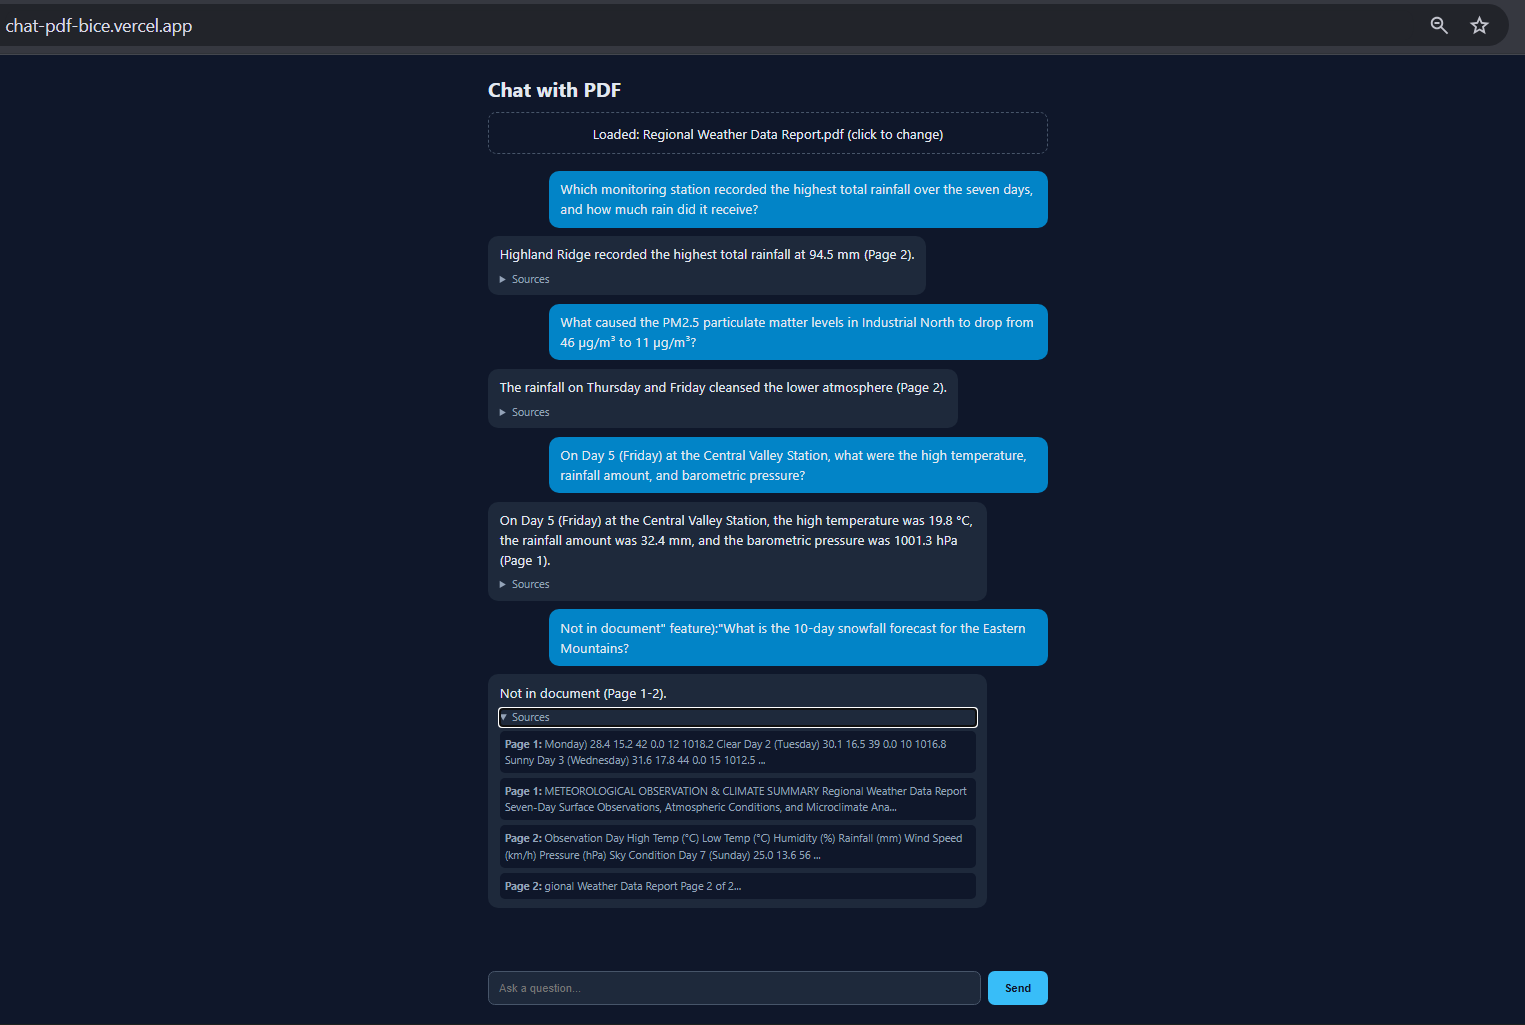 chat-pdf-bice.vercel.app
Chat with PDF
Loaded: Regional Weather Data Report.pdf (click to change)
Which monitoring station recorded the highest total rainfall over the seven days,
and how much rain did it receive?
Highland Ridge recorded the highest total rainfall at 94.5 mm (Page 2).
Sources
What caused the PM2.5 particulate matter levels in Industrial North to drop from
46 µg/m³ to 11 µg/m³?
The rainfall on Thursday and Friday cleansed the lower atmosphere (Page 2).
Sources
On Day 5 (Friday) at the Central Valley Station, what were the high temperature,
rainfall amount, and barometric pressure?
On Day 5 (Friday) at the Central Valley Station, the high temperature was 19.8 °C,
the rainfall amount was 32.4 mm, and the barometric pressure was 1001.3 hPa
(Page 1).
Sources
Not in document" feature):"What is the 10-day snowfall forecast for the Eastern
Mountains?
Not in document (Page 1-2).
Sources
Page 1: Monday) 28.4 15.2 42 0.0 12 1018.2 Clear Day 2 (Tuesday) 30.1 16.5 39 0.0 10 1016.8
Sunny Day 3 (Wednesday) 31.6 17.8 44 0.0 15 1012.5 ...
Page 1: METEOROLOGICAL OBSERVATION & CLIMATE SUMMARY Regional Weather Data Report
Seven-Day Surface Observations, Atmospheric Conditions, and Microclimate Ana...
Page 2: Observation Day High Temp (°C) Low Temp (°C) Humidity (%) Rainfall (mm) Wind Speed
(km/h) Pressure (hPa) Sky Condition Day 7 (Sunday) 25.0 13.6 56 ...
Page 2: gional Weather Data Report Page 2 of 2...
Ask a question...
Send